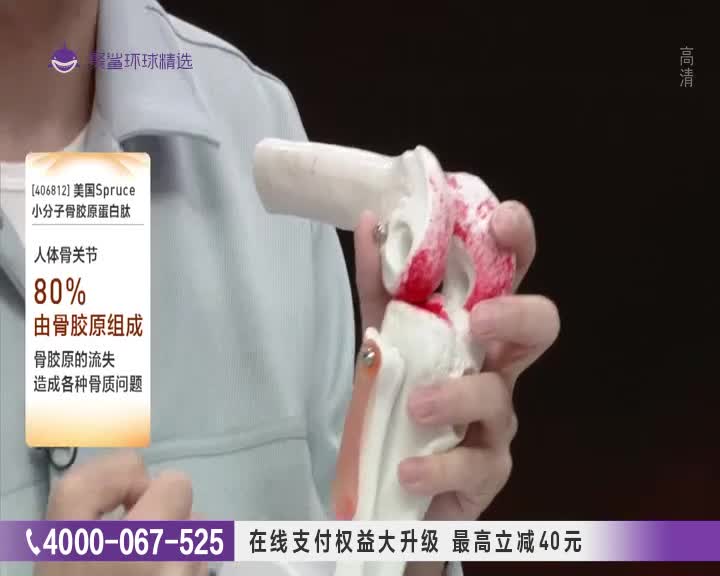 聚鲨环球精选
高清
[406812] 美国Spruce
小分子骨胶原蛋白肽
人体骨关节
80%
由骨胶原组成
骨胶原的流失
造成各种骨质问题
4000-067-525
在线支付权益大升级 最高立减40元